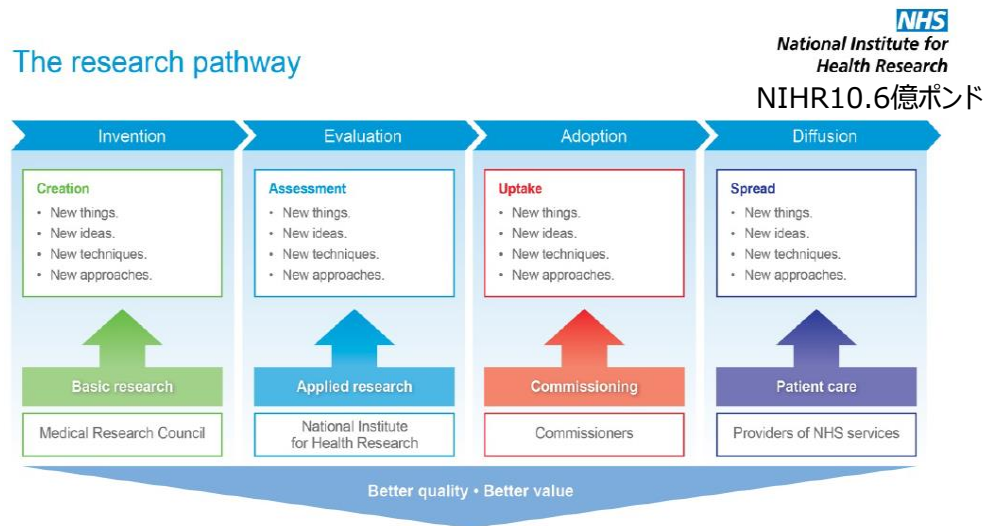 NHS
National Institute for
Health Research
The research pathway
NIHR10.6億ポンド
Invention
Evaluation
Adoption
Diffusion
Creation
• New things.
• New ideas.
• New techniques.
• New approaches.
Assessment
• New things.
• New ideas.
• New techniques.
• New approaches.
Uptake
• New things.
• New ideas.
• New techniques.
• New approaches.
Spread
• New things.
• New ideas.
• New techniques.
• New approaches.
Basic research
Applied research
Commissioning
Patient care
Medical Research Council
National Institute
for Health Research
Commissioners
Providers of NHS services
Better quality • Better value